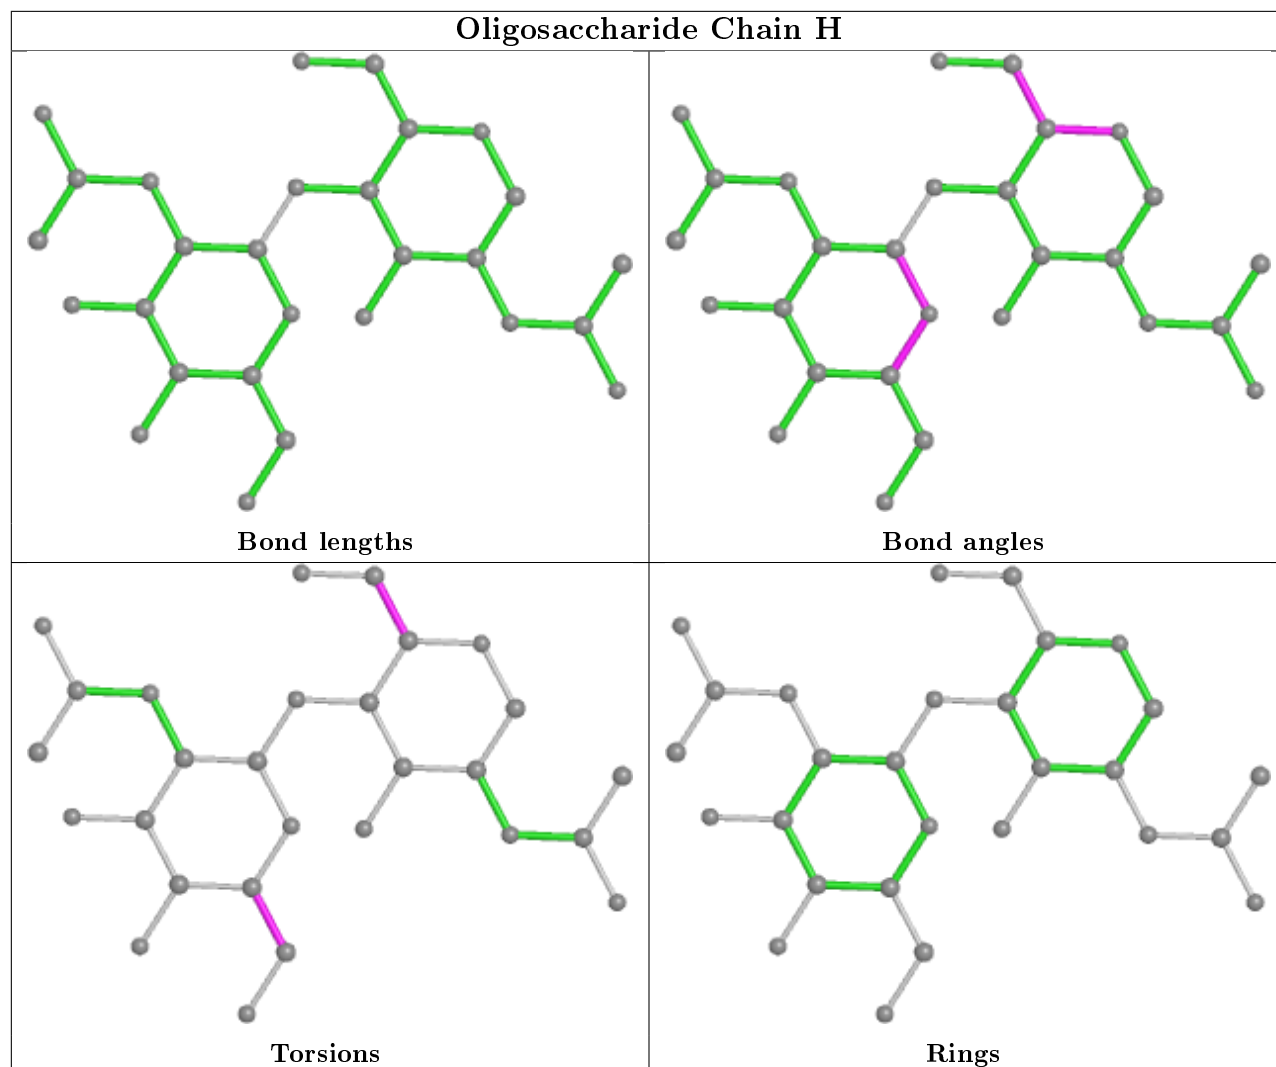 Oligosaccharide Chain H
Bond lengths
Bond angles
Torsions
Rings